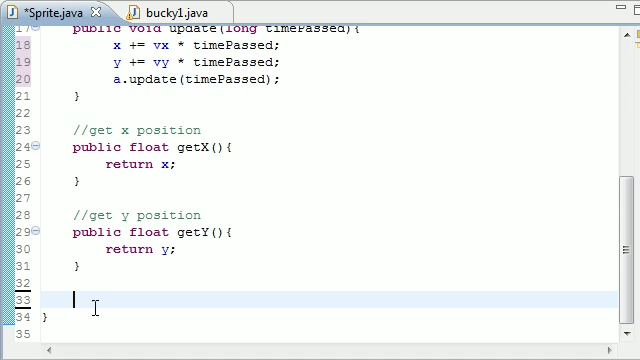 *Sprite.java bucky1.java
17 public void update(long timePassed){
18 x += vx * timePassed;
19 y += vy * timePassed;
20 a.update(timePassed);
21 }
22
23 //get x position
24 public float getX(){
25 return x;
26 }
27
28 //get y position
29 public float getY(){
30 return y;
31 }
32
33
34 }
35